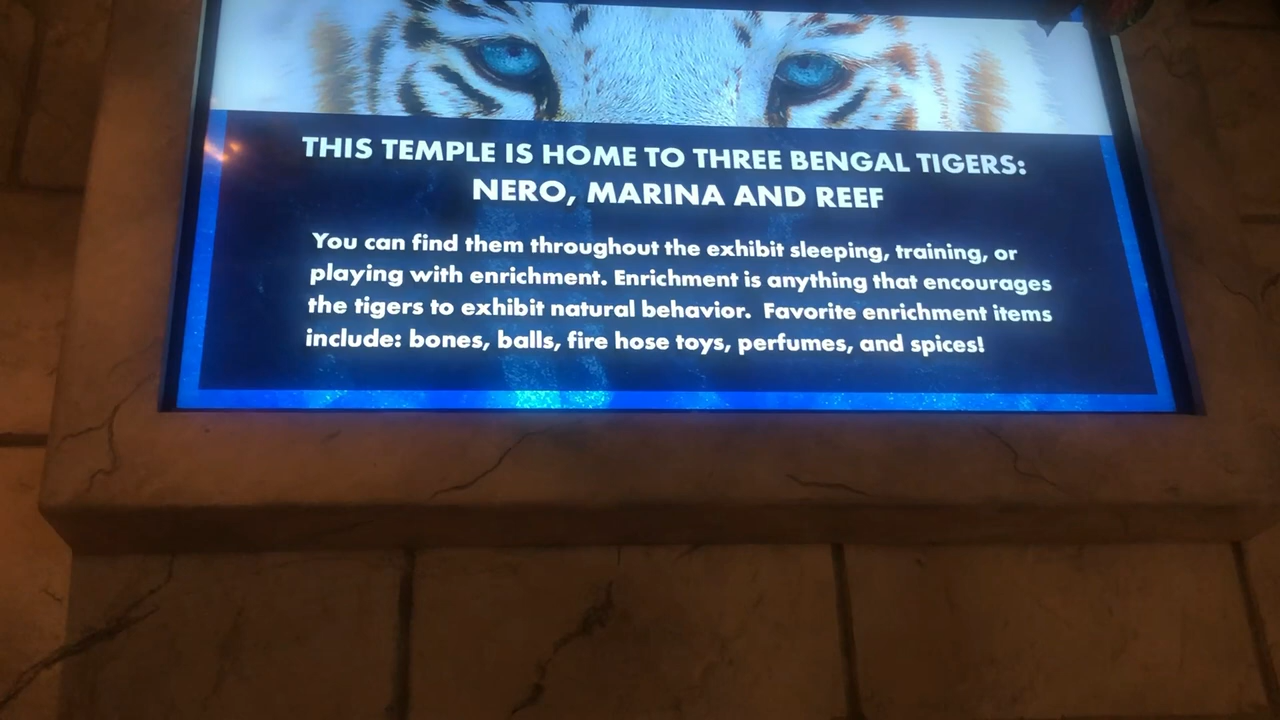 THIS TEMPLE IS HOME TO THREE BENGAL TIGERS:
NERO, MARINA AND REEF
You can find them throughout the exhibit sleeping, training, or
playing with enrichment. Enrichment is anything that encourages
the tigers to exhibit natural behavior. Favorite enrichment items
include: bones, balls, fire hose toys, perfumes, and spices!